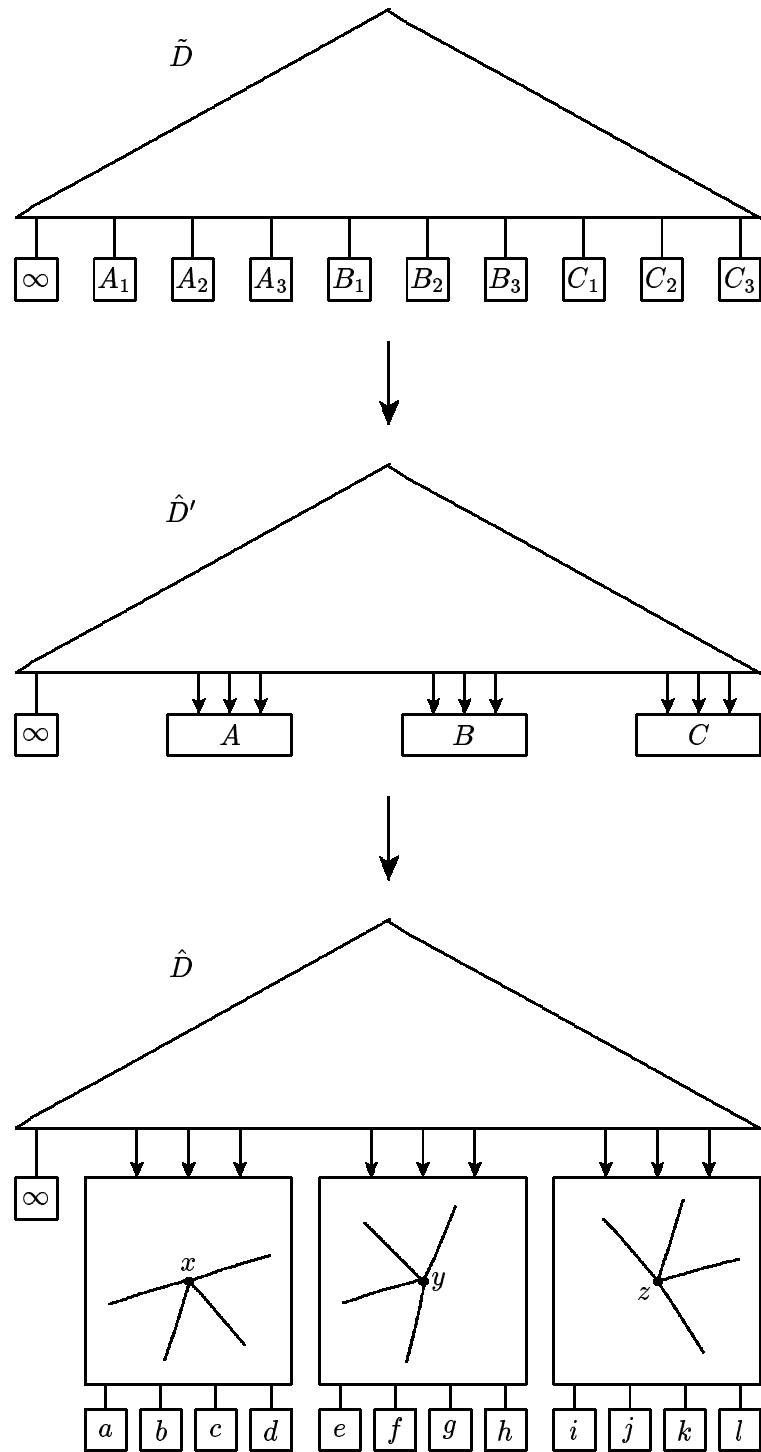 D̃
∞ A₁ A₂ A₃ B₁ B₂ B₃ C₁ C₂ C₃
D̂′
∞ A B C
D̂
∞
x y z
a b c d e f g h i j k l